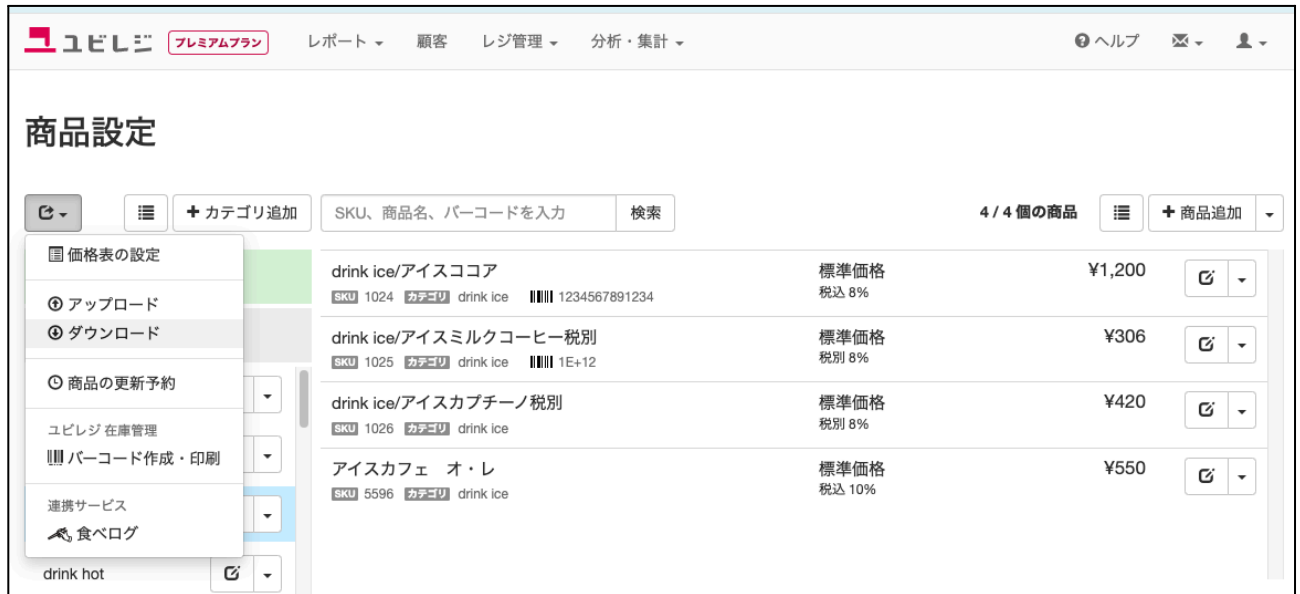 ユビレジ プレミアムプラン レポート 顧客 レジ管理 分析・集計 ヘルプ
商品設定
カテゴリ追加 SKU、商品名、バーコードを入力 検索 4 / 4 個の商品 商品追加
価格表の設定
アップロード
ダウンロード
商品の更新予約
ユビレジ 在庫管理
バーコード作成・印刷
連携サービス
食べログ
drink hot
drink ice/アイスココア 標準価格 ¥1,200
SKU 1024 カテゴリ drink ice 1234567891234 税込 8%
drink ice/アイスミルクコーヒー税別 標準価格 ¥306
SKU 1025 カテゴリ drink ice 1E+12 税別 8%
drink ice/アイスカプチーノ税別 標準価格 ¥420
SKU 1026 カテゴリ drink ice 税別 8%
アイスカフェ　オ・レ 標準価格 ¥550
SKU 5596 カテゴリ drink ice 税込 10%